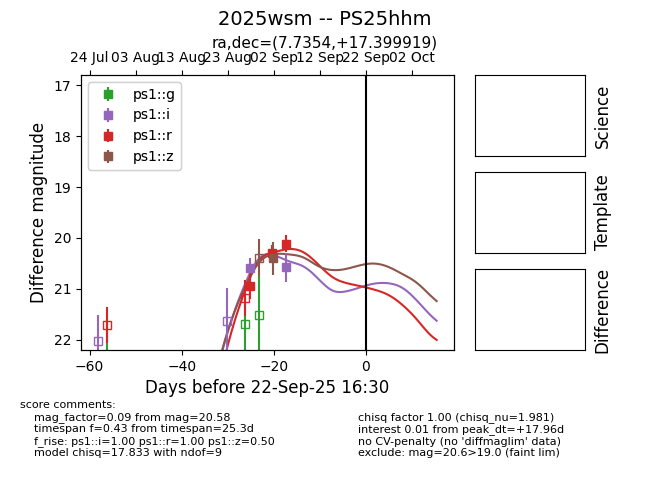 2025wsm -- PS25hhm
ra,dec=(7.7354,+17.399919)
24 Jul 03 Aug 13 Aug 23 Aug 02 Sep 12 Sep 22 Sep 02 Oct
ps1::g
ps1::i
ps1::r
ps1::z
17
18
19
20
21
22
Difference magnitude
−60 −40 −20 0
Days before 22-Sep-25 16:30
Science
Template
Difference
score comments:
mag_factor=0.09 from mag=20.58
timespan f=0.43 from timespan=25.3d
f_rise: ps1::i=1.00 ps1::r=1.00 ps1::z=0.50
model chisq=17.833 with ndof=9
chisq factor 1.00 (chisq_nu=1.981)
interest 0.01 from peak_dt=+17.96d
no CV-penalty (no 'diffmaglim' data)
exclude: mag=20.6>19.0 (faint lim)